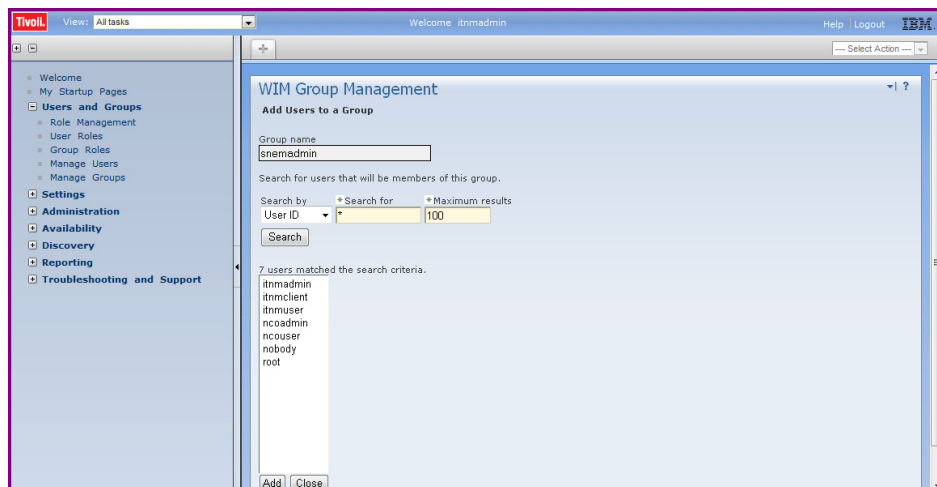 Tivoli. View: All tasks Welcome itnmadmin Help Logout IBM.
--- Select Action ---
Welcome
My Startup Pages
Users and Groups
Role Management
User Roles
Group Roles
Manage Users
Manage Groups
Settings
Administration
Availability
Discovery
Reporting
Troubleshooting and Support
WIM Group Management
Add Users to a Group
Group name
snemadmin
Search for users that will be members of this group.
Search by * Search for * Maximum results
User ID * 100
Search
7 users matched the search criteria.
itnmadmin
itnmclient
itnmuser
ncoadmin
ncouser
nobody
root
Add Close